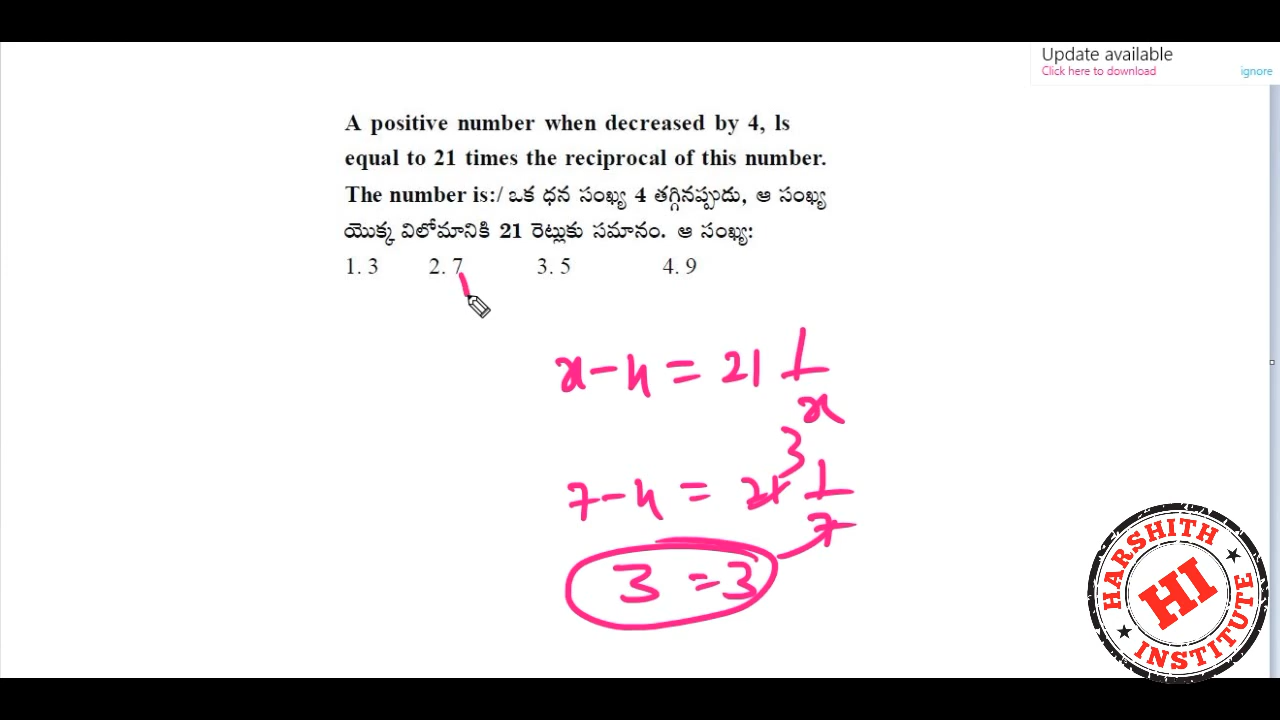 Update available
Click here to download ignore
A positive number when decreased by 4, ls
equal to 21 times the reciprocal of this number.
The number is:/ ఒక ధన సంఖ్య 4 తగ్గినప్పుడు, ఆ సంఖ్య
యొక్క విలోమానికి 21 రెట్లుకు సమానం. ఆ సంఖ్య:
1. 3 2. 7 3. 5 4. 9
x-4 = 21 1/x
3
7-4 = 21 1/7
3 = 3
HARSHITH
HI
INSTITUTE